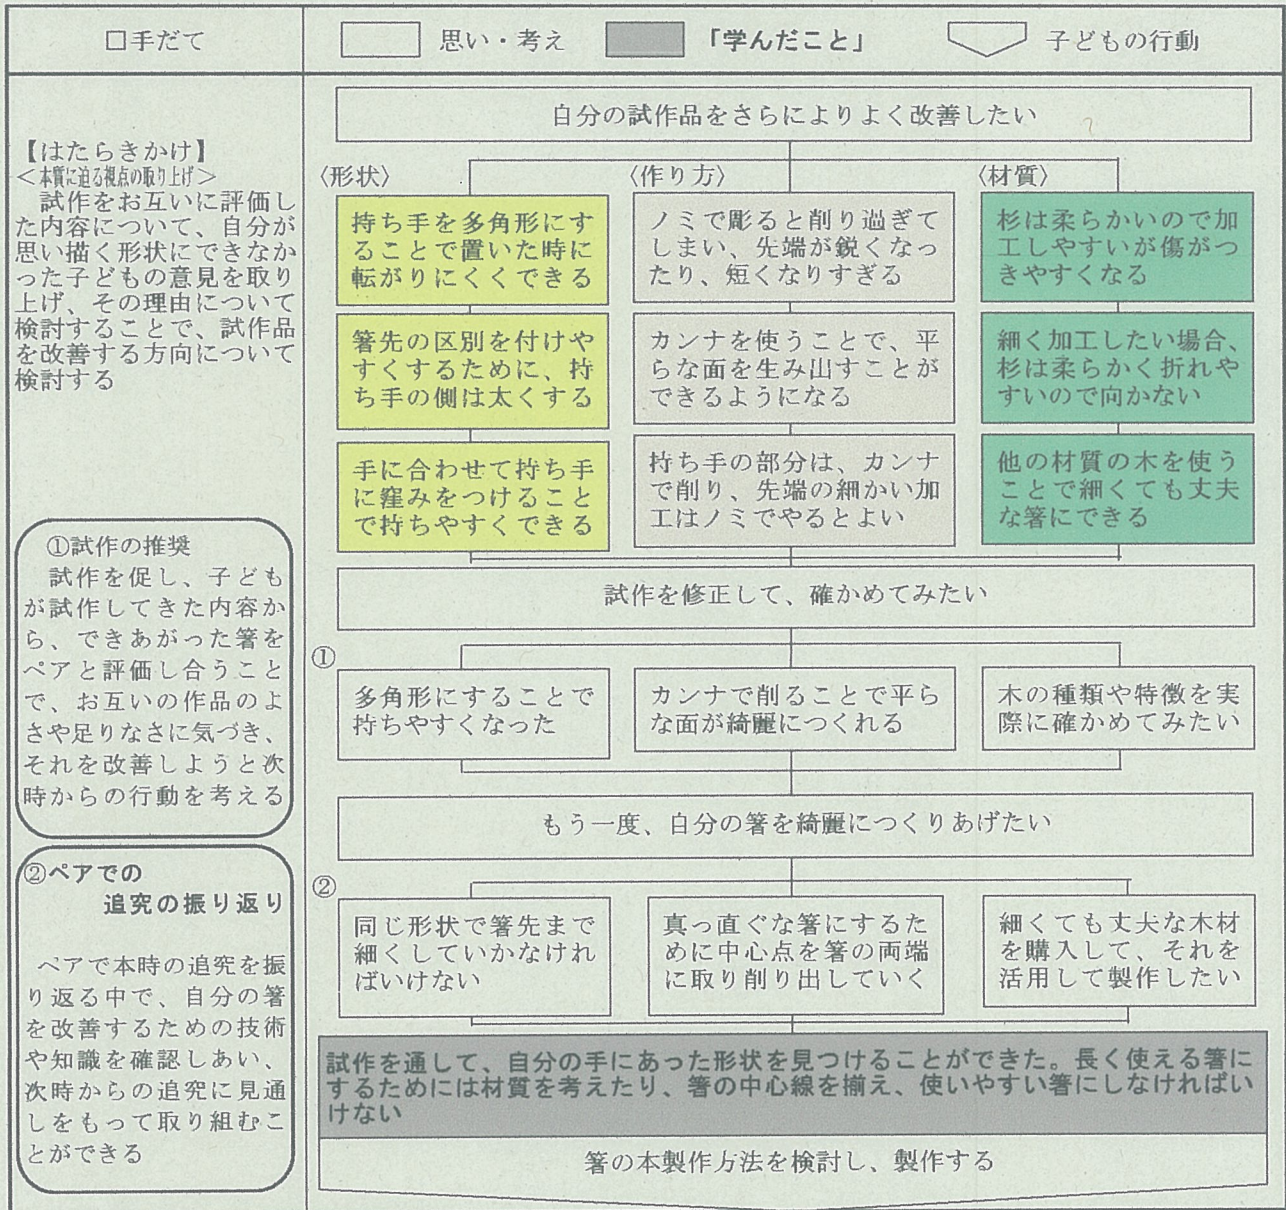 □手だて
思い・考え
「学んだこと」
子どもの行動
【はたらきかけ】
＜本質に迫る視点の取り上げ＞
試作をお互いに評価し
た内容について、自分が
思い描く形状にできなか
った子どもの意見を取り
上げ、その理由について
検討することで、試作品
を改善する方向について
検討する
①試作の推奨
試作を促し、子ども
が試作してきた内容か
ら、できあがった箸を
ペアと評価し合うこと
で、お互いの作品のよ
さや足りなさに気づき、
それを改善しようと次
時からの行動を考える
②ペアでの
追究の振り返り
ペアで本時の追究を振
り返る中で、自分の箸
を改善するための技術
や知識を確認しあい、
次時からの追究に見通
しをもって取り組むこ
とができる
自分の試作品をさらによりよく改善したい
〈形状〉
持ち手を多角形にす
ることで置いた時に
転がりにくくできる
箸先の区別を付けや
すくするために、持
ち手の側は太くする
手に合わせて持ち手
に窪みをつけること
で持ちやすくできる
〈作り方〉
ノミで彫ると削り過ぎて
しまい、先端が鋭くなっ
たり、短くなりすぎる
カンナを使うことで、平
らな面を生み出すことが
できるようになる
持ち手の部分は、カンナ
で削り、先端の細かい加
工はノミでやるとよい
〈材質〉
杉は柔らかいので加
工しやすいが傷がつ
きやすくなる
細く加工したい場合、
杉は柔らかく折れや
すいので向かない
他の材質の木を使う
ことで細くても丈夫
な箸にできる
試作を修正して、確かめてみたい
①
多角形にすることで
持ちやすくなった
カンナで削ることで平ら
な面が綺麗につくれる
木の種類や特徴を実
際に確かめてみたい
もう一度、自分の箸を綺麗につくりあげたい
②
同じ形状で箸先まで
細くしていかなけれ
ばいけない
真っ直ぐな箸にするた
めに中心点を箸の両端
に取り削り出していく
細くても丈夫な木材
を購入して、それを
活用して製作したい
試作を通して、自分の手にあった形状を見つけることができた。長く使える箸に
するためには材質を考えたり、箸の中心線を揃え、使いやすい箸にしなければい
けない
箸の本製作方法を検討し、製作する